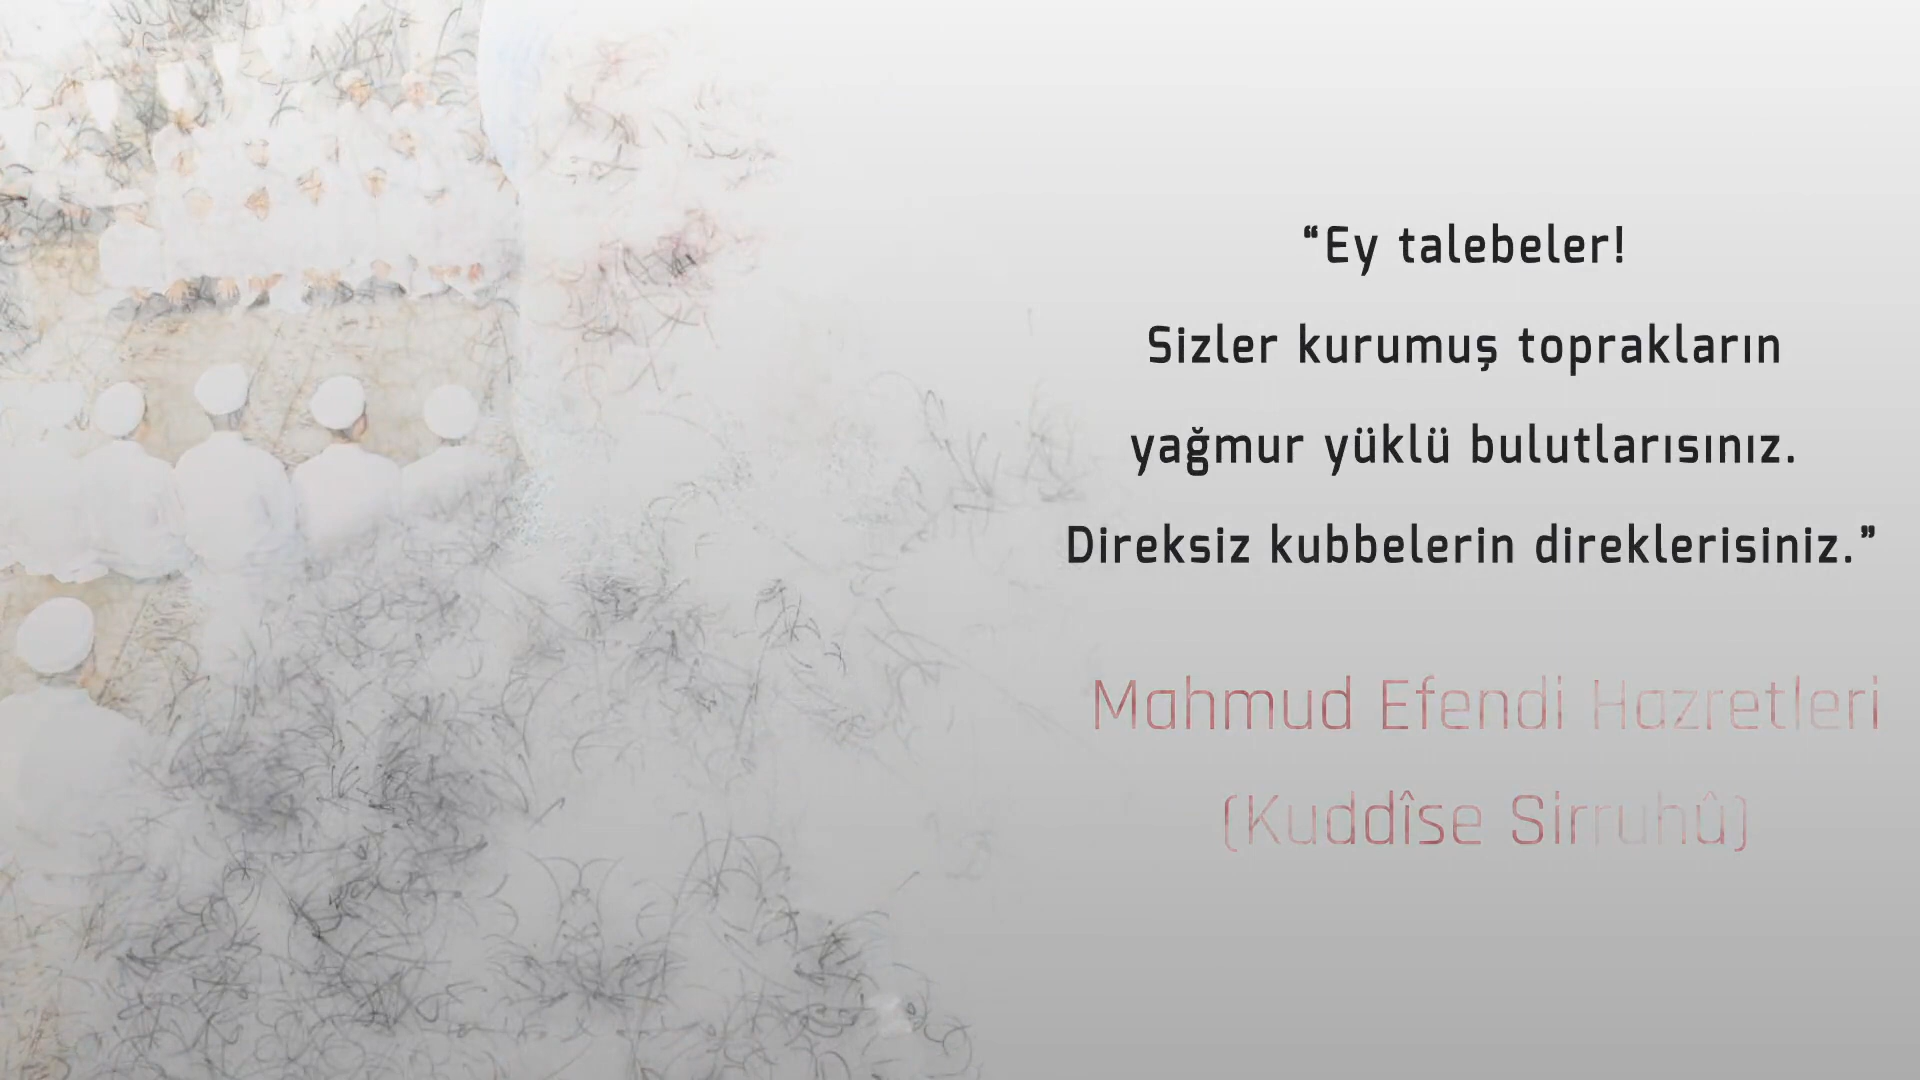 “Ey talebeler!
Sizler kurumuş toprakların
yağmur yüklü bulutlarısınız.
Direksiz kubbelerin direklerisiniz.”
Mahmud Efendi Hazretleri
(Kuddîse Sirruhû)